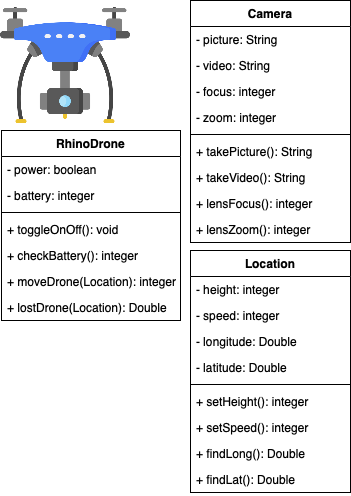 RhinoDrone
- power: boolean
- battery: integer
+ toggleOnOff(): void
+ checkBattery(): integer
+ moveDrone(Location): integer
+ lostDrone(Location): Double
Camera
- picture: String
- video: String
- focus: integer
- zoom: integer
+ takePicture(): String
+ takeVideo(): String
+ lensFocus(): integer
+ lensZoom(): integer
Location
- height: integer
- speed: integer
- longitude: Double
- latitude: Double
+ setHeight(): integer
+ setSpeed(): integer
+ findLong(): Double
+ findLat(): Double